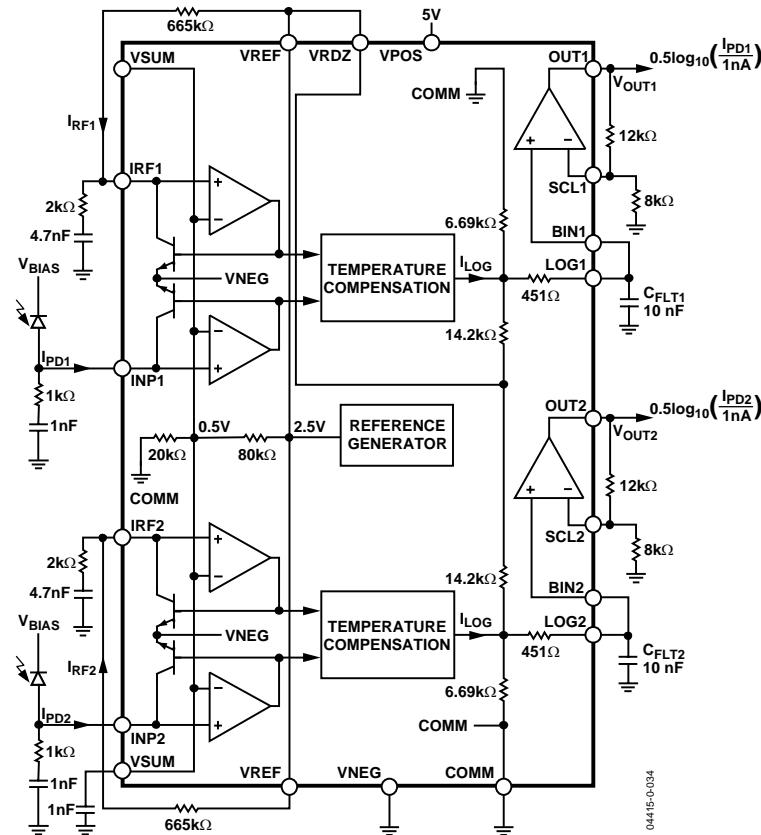 665kΩ
5V
VREF
VRDZ
VPOS
VSUM
OUT1
0.5log10(IPD1/1nA)
VOUT1
COMM
IRF1
12kΩ
IRF1
SCL1
8kΩ
2kΩ
4.7nF
6.69kΩ
BIN1
VBIAS
TEMPERATURE
COMPENSATION
ILOG
LOG1
VNEG
451Ω
CFLT1
10 nF
14.2kΩ
IPD1
INP1
1kΩ
OUT2
0.5log10(IPD2/1nA)
VOUT2
1nF
0.5V
2.5V
REFERENCE
GENERATOR
20kΩ
80kΩ
COMM
12kΩ
IRF2
SCL2
2kΩ
8kΩ
4.7nF
14.2kΩ
BIN2
VBIAS
TEMPERATURE
COMPENSATION
ILOG
LOG2
VNEG
451Ω
CFLT2
10 nF
IRF2
6.69kΩ
IPD2
INP2
COMM
1kΩ
VSUM
VREF
VNEG
COMM
1nF
1nF
665kΩ
04415-0-034